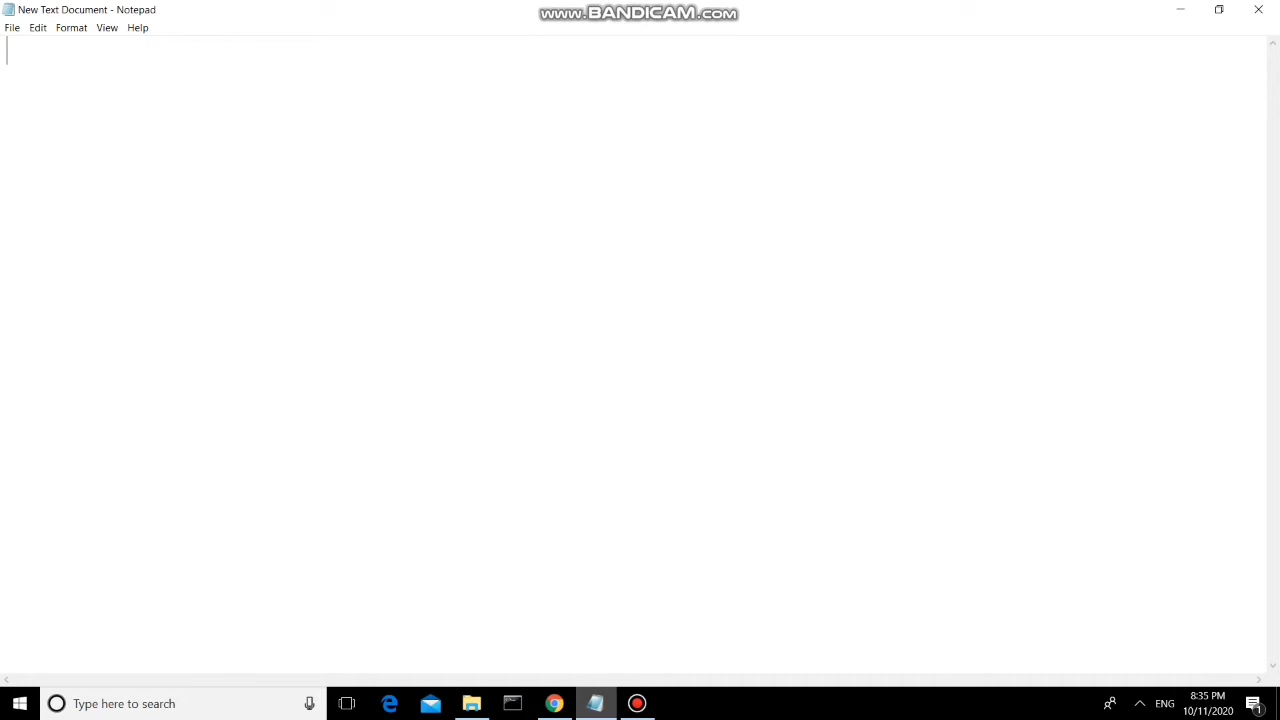 New Text Document - Notepad
www.BANDICAM.com
File Edit Format View Help
Type here to search
ENG
8:35 PM
10/11/2020
1